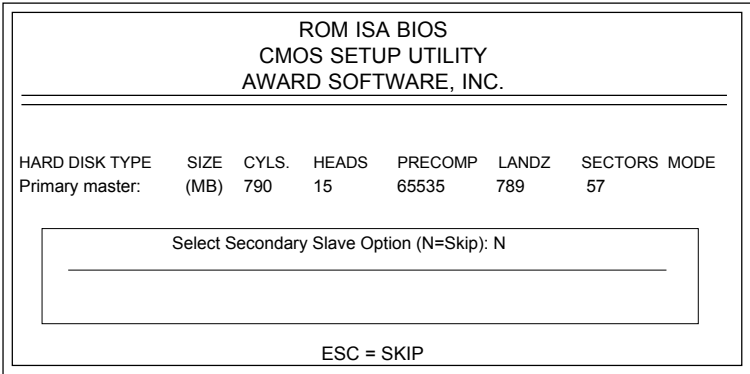 ROM ISA BIOS
CMOS SETUP UTILITY
AWARD SOFTWARE, INC.
HARD DISK TYPE SIZE CYLS. HEADS PRECOMP LANDZ SECTORS MODE
Primary master: (MB) 790 15 65535 789 57
Select Secondary Slave Option (N=Skip): N
ESC = SKIP